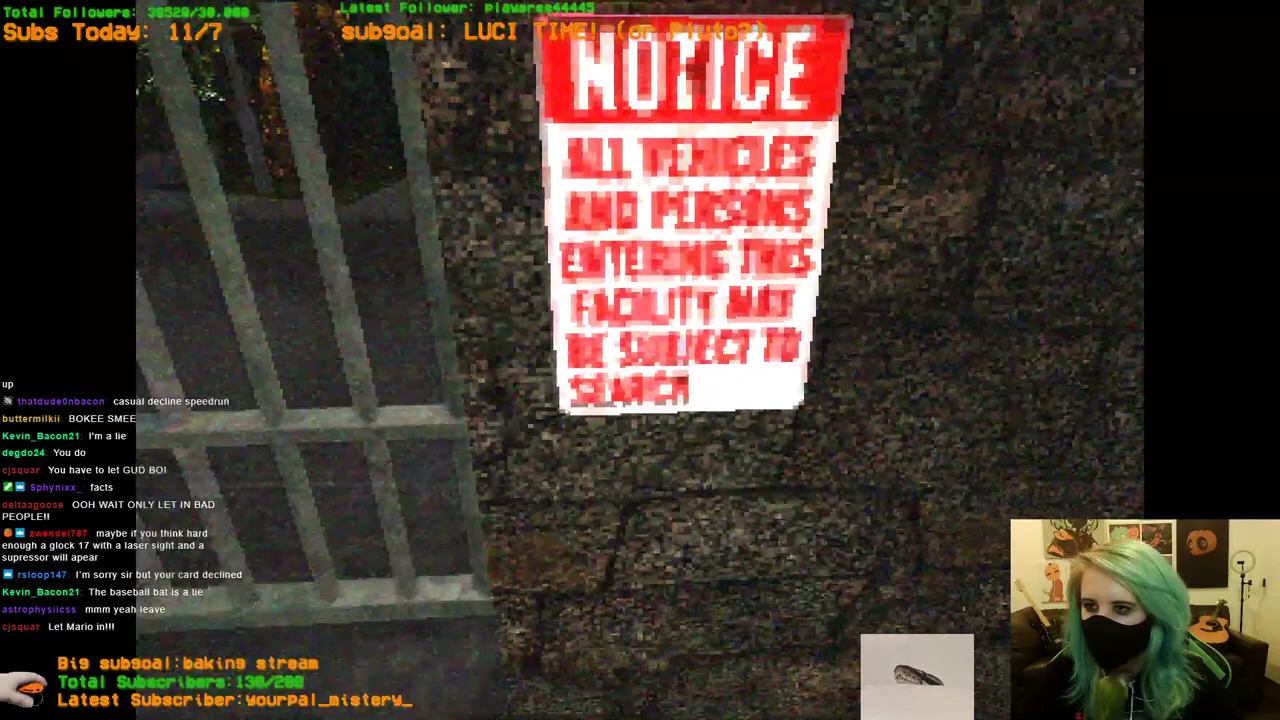 Total Followers: 30520/30,000
Latest Follower: playeree44445
Subs Today: 11/7
subgoal: LUCI TIME! (or Pluto?)
NOTICE
ALL VEHICLES
AND PERSONS
ENTERING THIS
FACILITY MAY
BE SUBJECT TO
SEARCH
up
thatdude0nbacon casual decline speedrun
buttermilkii: BOKEE SMEE
Kevin_Bacon21: I'm a lie
degdo24: You do
cjsquar: You have to let GUD BOI
Sphynixx_ facts
deltaagoose: OOH WAIT ONLY LET IN BAD
PEOPLE!!
zwendel787 maybe if you think hard
enough a glock 17 with a laser sight and a
supressor will apear
rsloop147 I'm sorry sir but your card declined
Kevin_Bacon21: The baseball bat is a lie
astrophysiicss mmm yeah leave
cjsquar Let Mario in!!!
Big subgoal:baking stream
Total Subscribers:130/200
Latest Subscriber:yourpal_mistery_